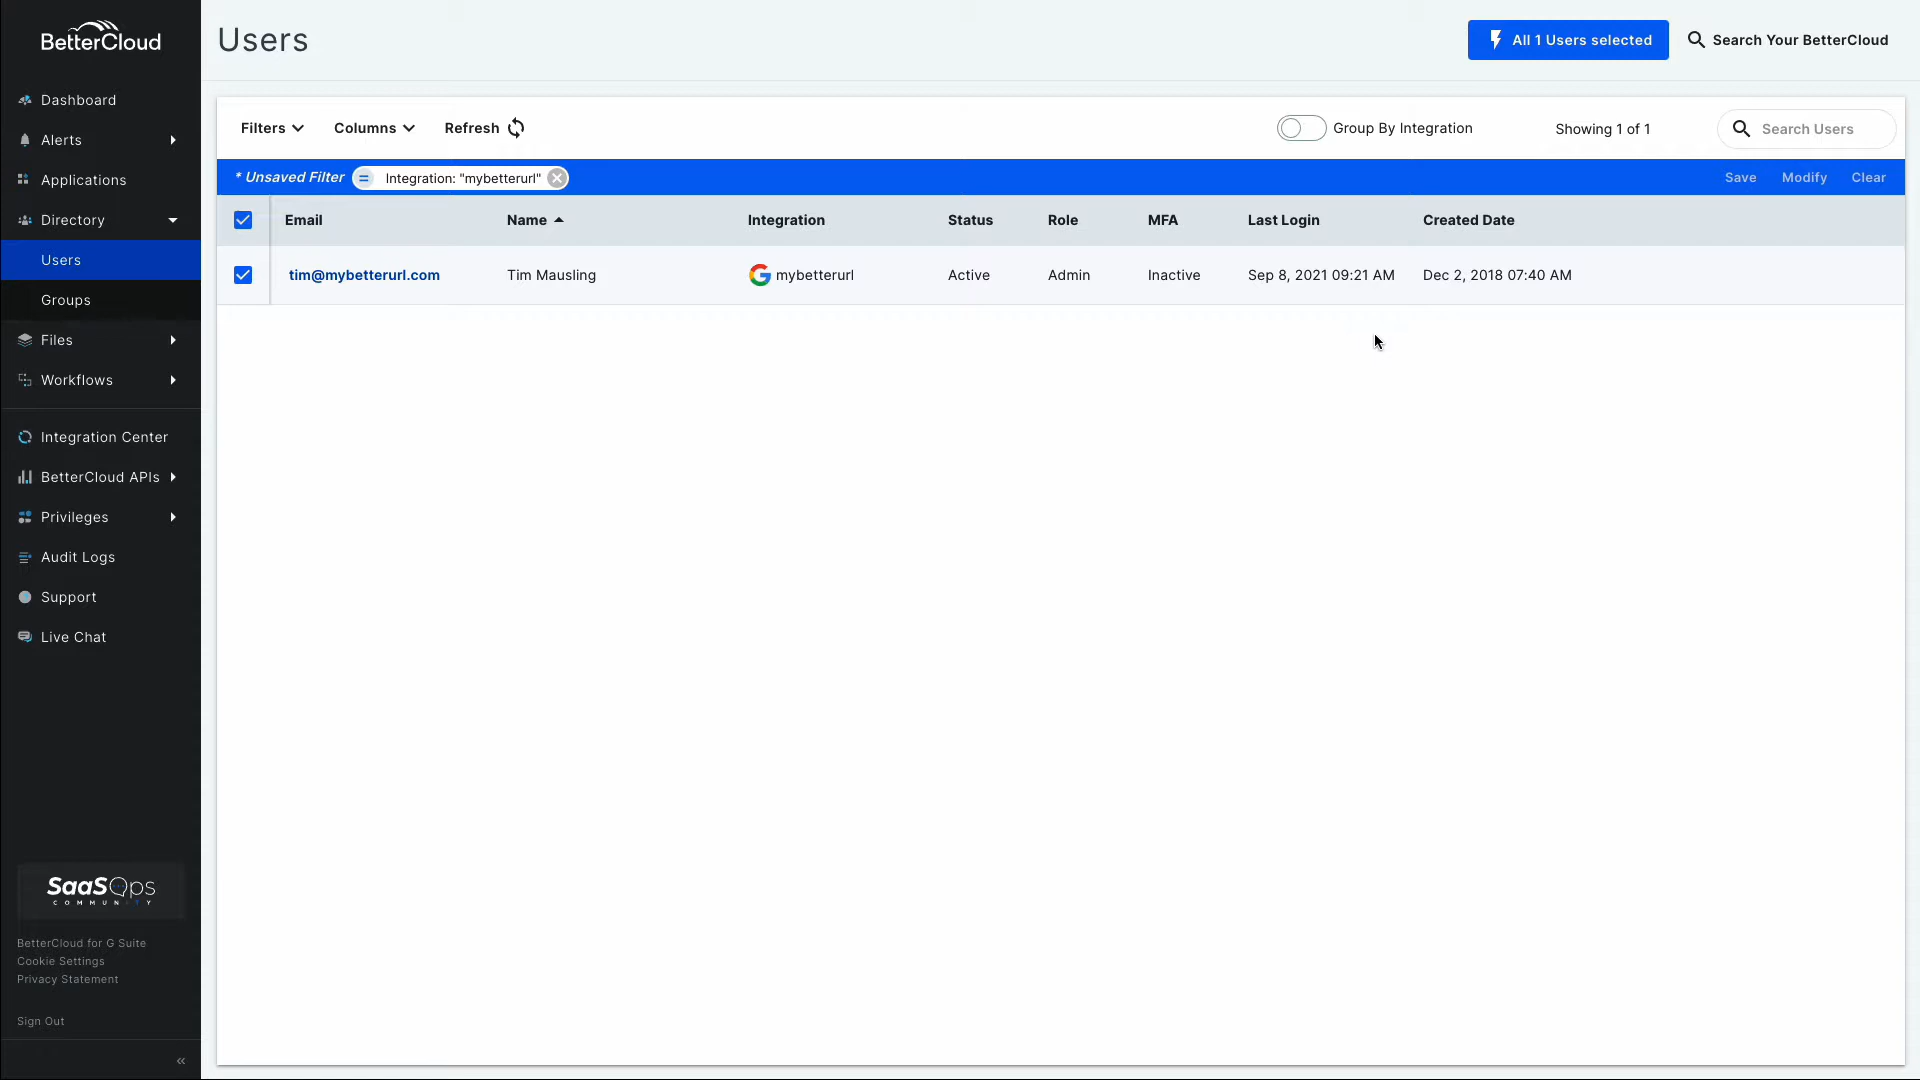 BetterCloud
Dashboard
Alerts
Applications
Directory
Users
Groups
Files
Workflows
Integration Center
BetterCloud APIs
Privileges
Audit Logs
Support
Live Chat
SaaSOps
COMMUNITY
BetterCloud for G Suite
Cookie Settings
Privacy Statement
Sign Out
«
Users
All 1 Users selected
Search Your BetterCloud
Filters Columns Refresh Group By Integration Showing 1 of 1 Search Users
* Unsaved Filter = Integration: "mybetterurl" Save Modify Clear
Email Name Integration Status Role MFA Last Login Created Date
tim@mybetterurl.com Tim Mausling mybetterurl Active Admin Inactive Sep 8, 2021 09:21 AM Dec 2, 2018 07:40 AM